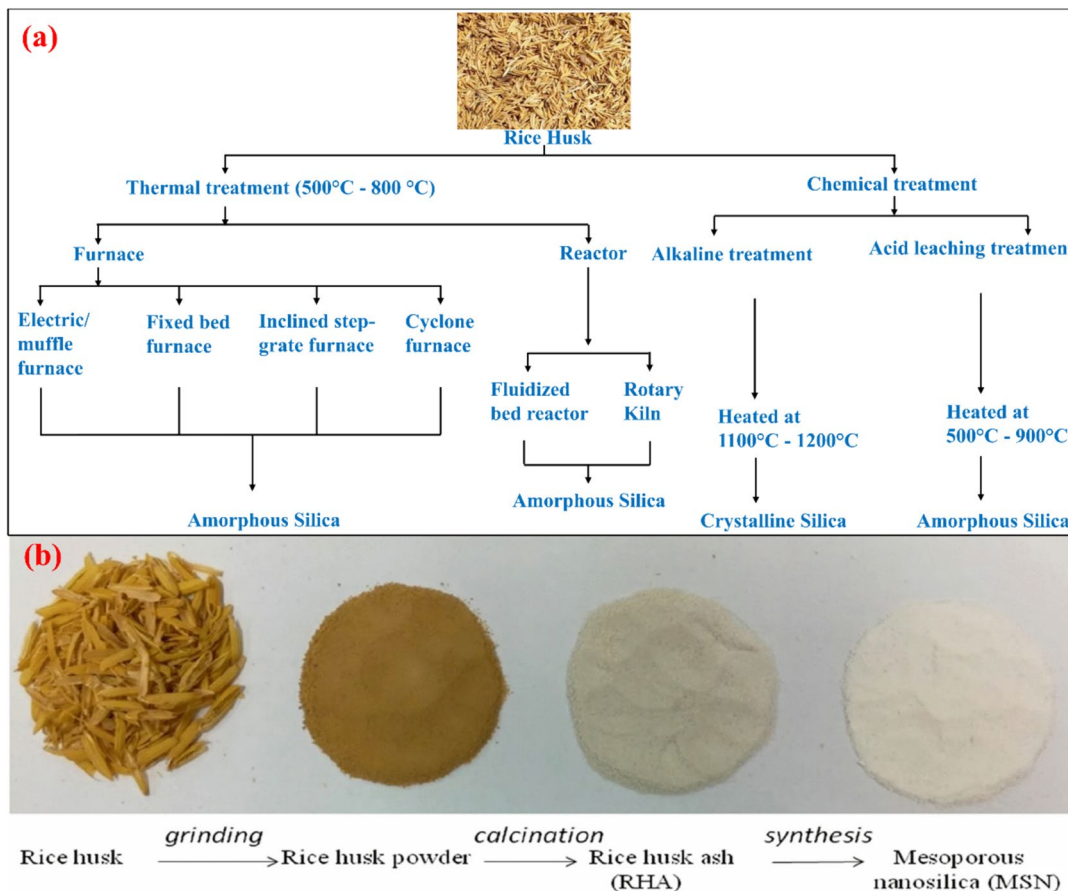 (a)
Rice Husk
Thermal treatment (500°C - 800 °C)
Chemical treatment
Furnace
Reactor
Alkaline treatment
Acid leaching treatmen
Electric/
muffle
furnace
Fixed bed
furnace
Inclined step-
grate furnace
Cyclone
furnace
Fluidized
bed reactor
Rotary
Kiln
Heated at
1100°C - 1200°C
Heated at
500°C - 900°C
Amorphous Silica
Amorphous Silica
Crystalline Silica
Amorphous Silica
(b)
grinding
calcination
synthesis
Rice husk
Rice husk powder
Rice husk ash
(RHA)
Mesoporous
nanosilica (MSN)